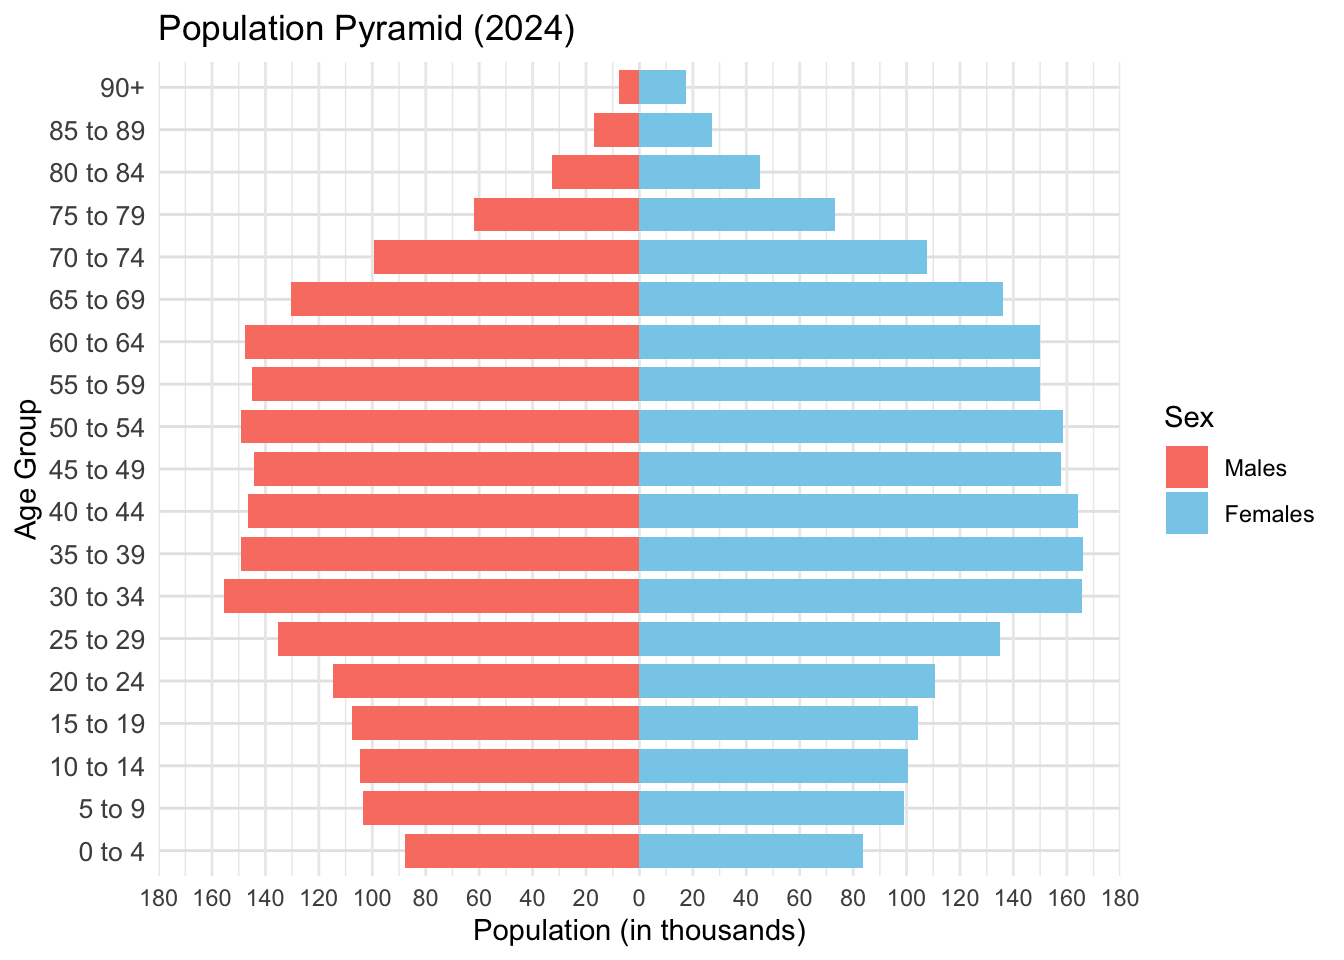 Population Pyramid (2024)
90+
85 to 89
80 to 84
75 to 79
70 to 74
65 to 69
60 to 64
55 to 59
50 to 54
45 to 49
40 to 44
35 to 39
30 to 34
25 to 29
20 to 24
15 to 19
10 to 14
5 to 9
0 to 4
Age Group
180 160 140 120 100 80 60 40 20 0 20 40 60 80 100 120 140 160 180
Population (in thousands)
Sex
Males
Females